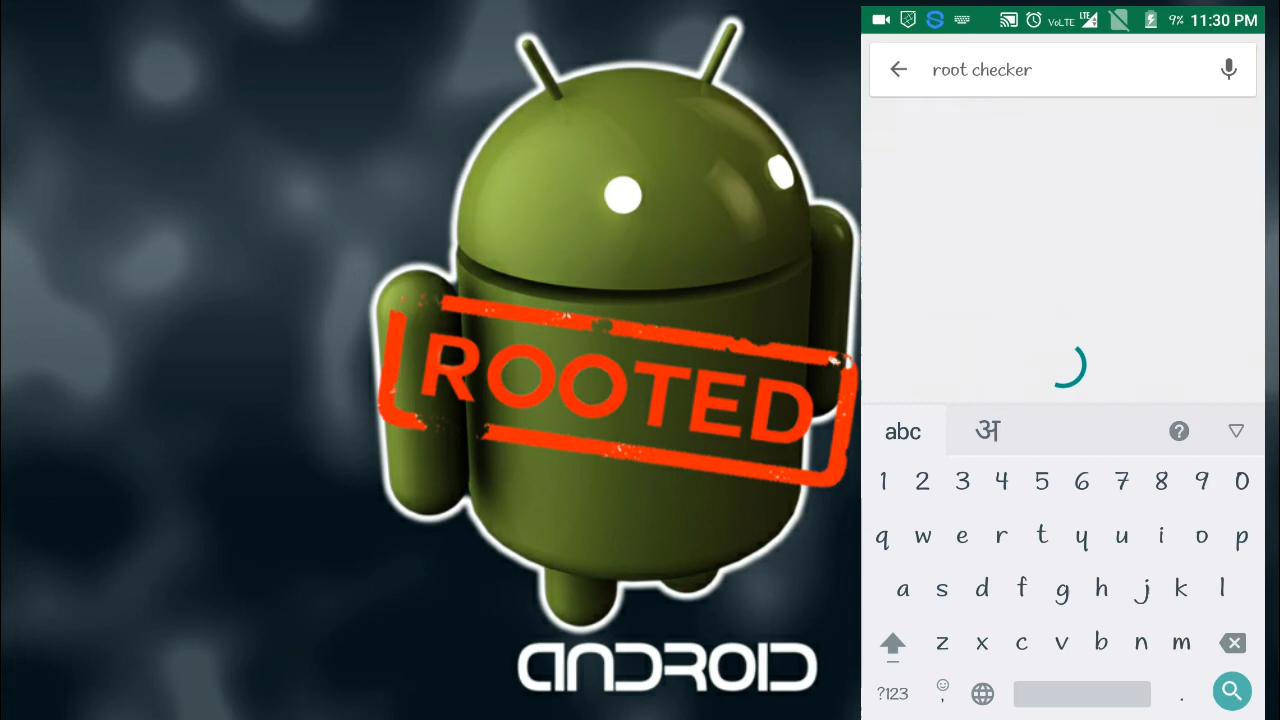 ROOTED
ANDROID
VoLTE LTE 9% 11:30 PM
root checker
abc अ
1 2 3 4 5 6 7 8 9 0
q w e r t y u i o p
a s d f g h j k l
z x c v b n m
?123 , .